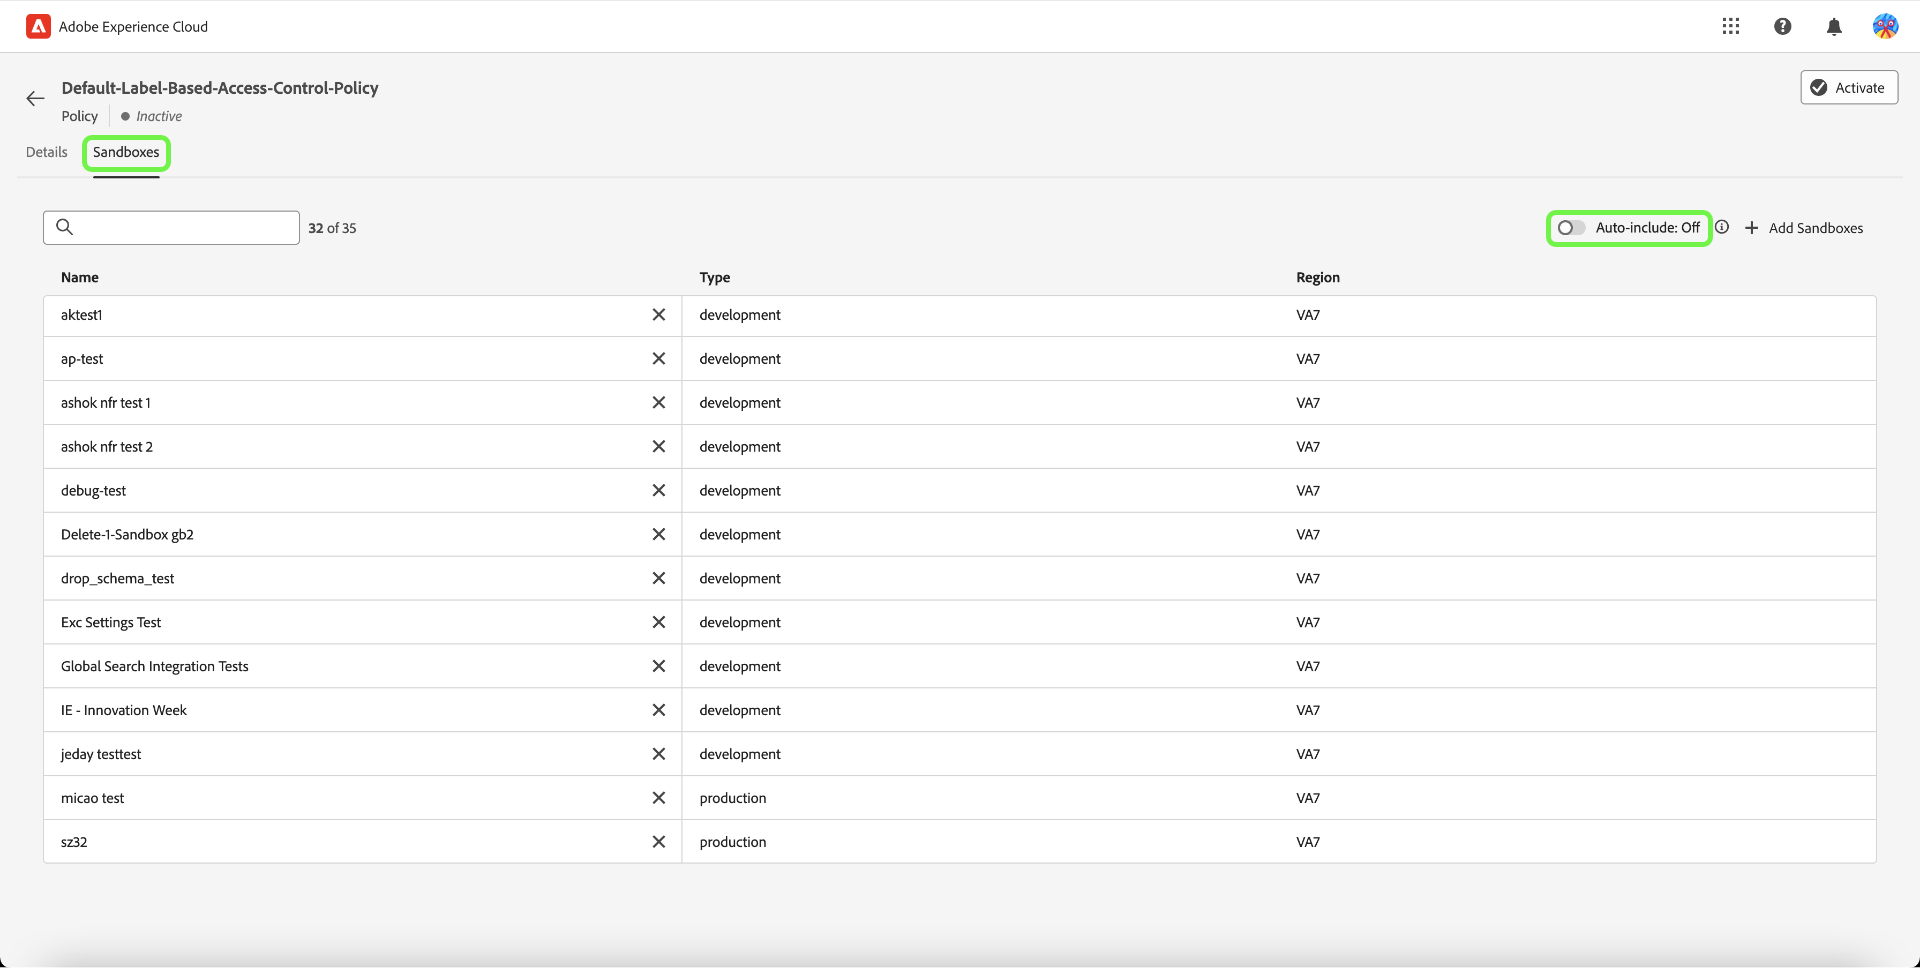 Adobe Experience Cloud
Default-Label-Based-Access-Control-Policy
Activate
Policy Inactive
Details Sandboxes
32 of 35 Auto-include: Off Add Sandboxes
Name Type Region
aktest1 development VA7
ap-test development VA7
ashok nfr test 1 development VA7
ashok nfr test 2 development VA7
debug-test development VA7
Delete-1-Sandbox gb2 development VA7
drop_schema_test development VA7
Exc Settings Test development VA7
Global Search Integration Tests development VA7
IE - Innovation Week development VA7
jeday testtest development VA7
micao test production VA7
sz32 production VA7